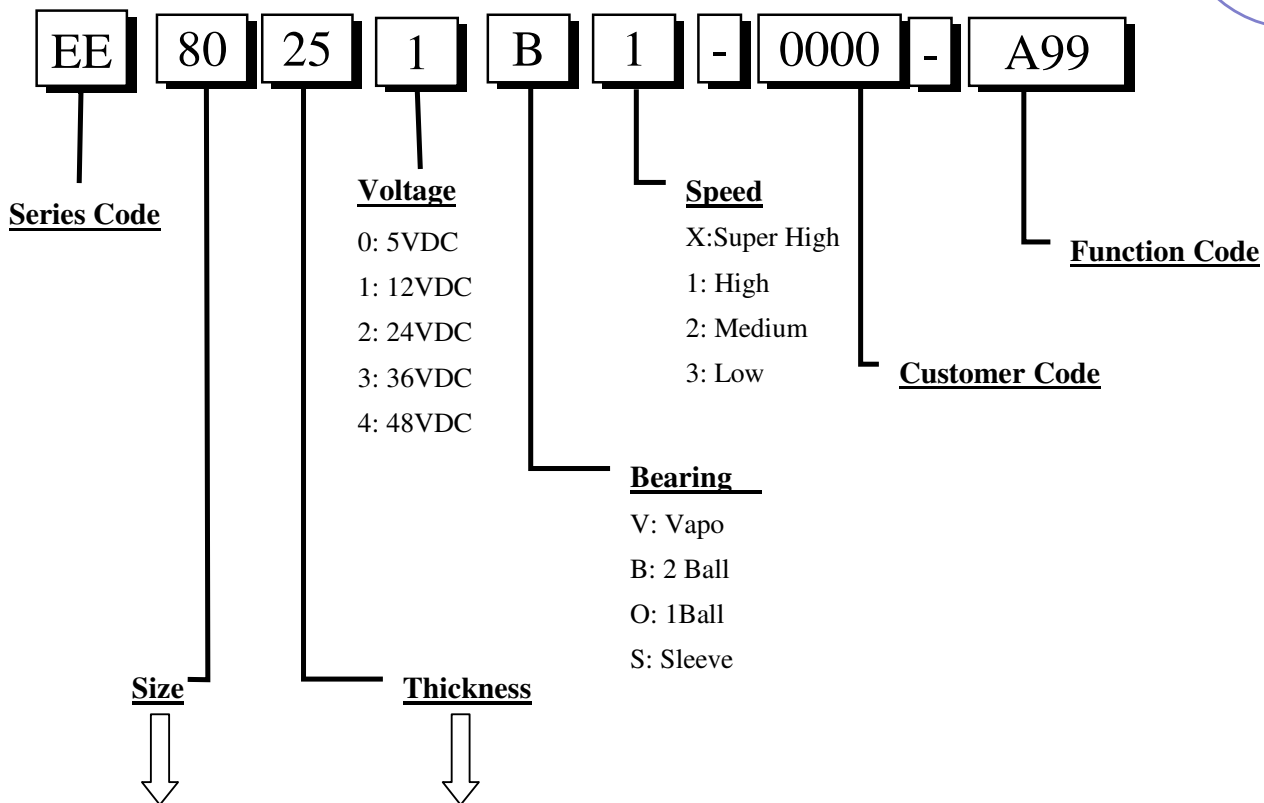 EE 80 25 1 B 1 - 0000 - A99
Series Code
Voltage
0: 5VDC
1: 12VDC
2: 24VDC
3: 36VDC
4: 48VDC
Speed
X:Super High
1: High
2: Medium
3: Low
Function Code
Customer Code
Bearing
V: Vapo
B: 2 Ball
O: 1Ball
S: Sleeve
Size
Thickness